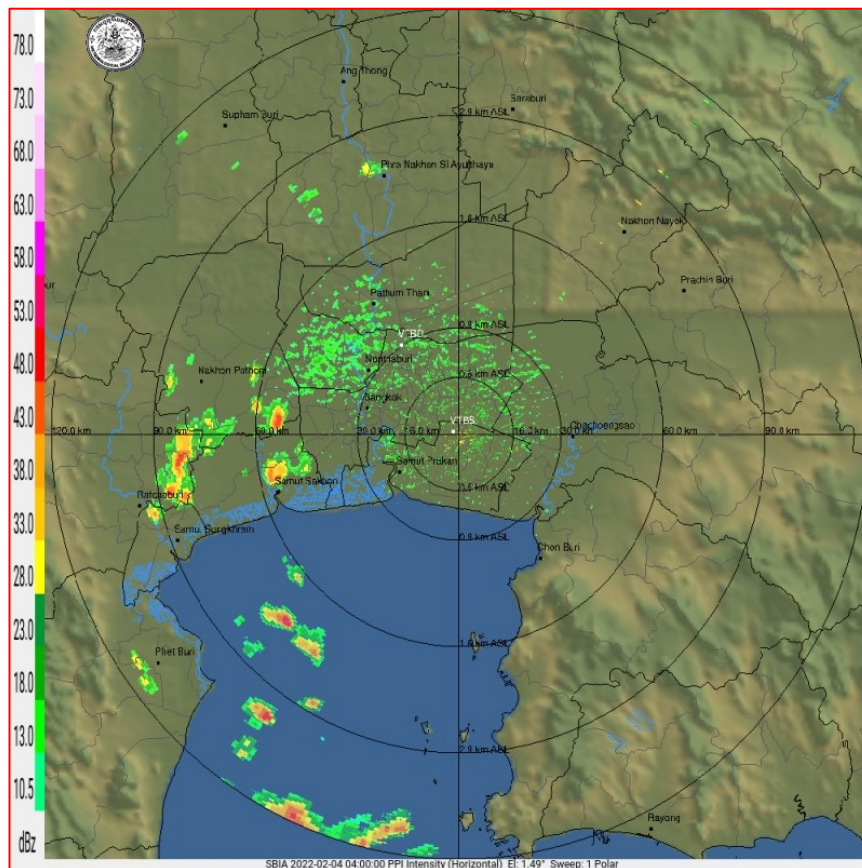 78.0
73.0
68.0
63.0
58.0
53.0
48.0
43.0
38.0
33.0
28.0
23.0
18.0
13.0
10.5
dBz
Ang Thong
Saraburi
Supham Buri
2.9 km ASL
Phra Nakhon Si Ayutthaya
1.6 km ASL
Nakhon Nayok
Prachin Buri
Pathum Thani
0.8 km ASL
VTBD
Nonthaburi
Nakhon Pathom
Bangkok
VTBS
120.0 km
90.0 km
60.0 km
30.0 km
30.0 km
60.0 km
90.0 km
Chachoengsao
Samut Prakan
Samut Sakhon
Ratchaburi
Samut Songkhram
0.8 km ASL
Chon Buri
1.6 km ASL
Phet Buri
2.9 km ASL
Rayong
SBIA 2022-02-04 04:00:00 PPI Intensity (Horizontal) El: 1.49° Sweep: 1 Polar